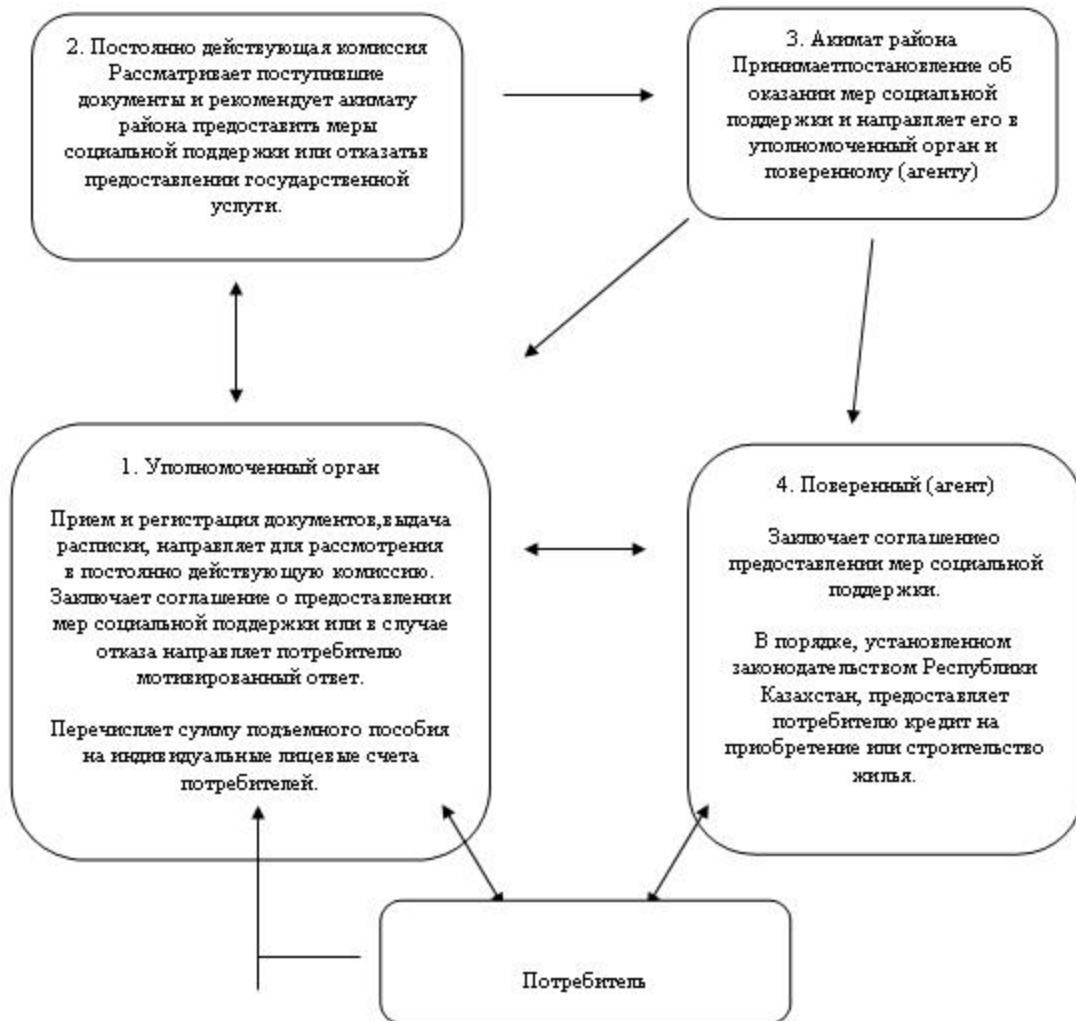 2. Постоянно действующая комиссия
Рассматривает поступившие
документы и рекомендует акимату
района предоставить меры
социальной поддержки или отказатьв
предоставлении государственной
услуги.
3. Акимат района
Принимаетпостановление об
оказании мер социальной
поддержки и направляет его в
уполномоченный орган и
поверенному (агенту)
1. Уполномоченный орган
Прием и регистрация документов,выдача
расписки, направляет для рассмотрения
в постоянно действующую комиссию.
Заключает соглашение о предоставлении
мер социальной поддержки или в случае
отказа направляет потребителю
мотивированный ответ.
Перечисляет сумму подъемного пособия
на индивидуальные лицевые счета
потребителей.
4. Поверенный (агент)
Заключает соглашениео
предоставлении мер социальной
поддержки.
В порядке, установленном
законодательством Республики
Казахстан, предоставляет
потребителю кредит на
приобретение или строительство
жилья.
Потребитель